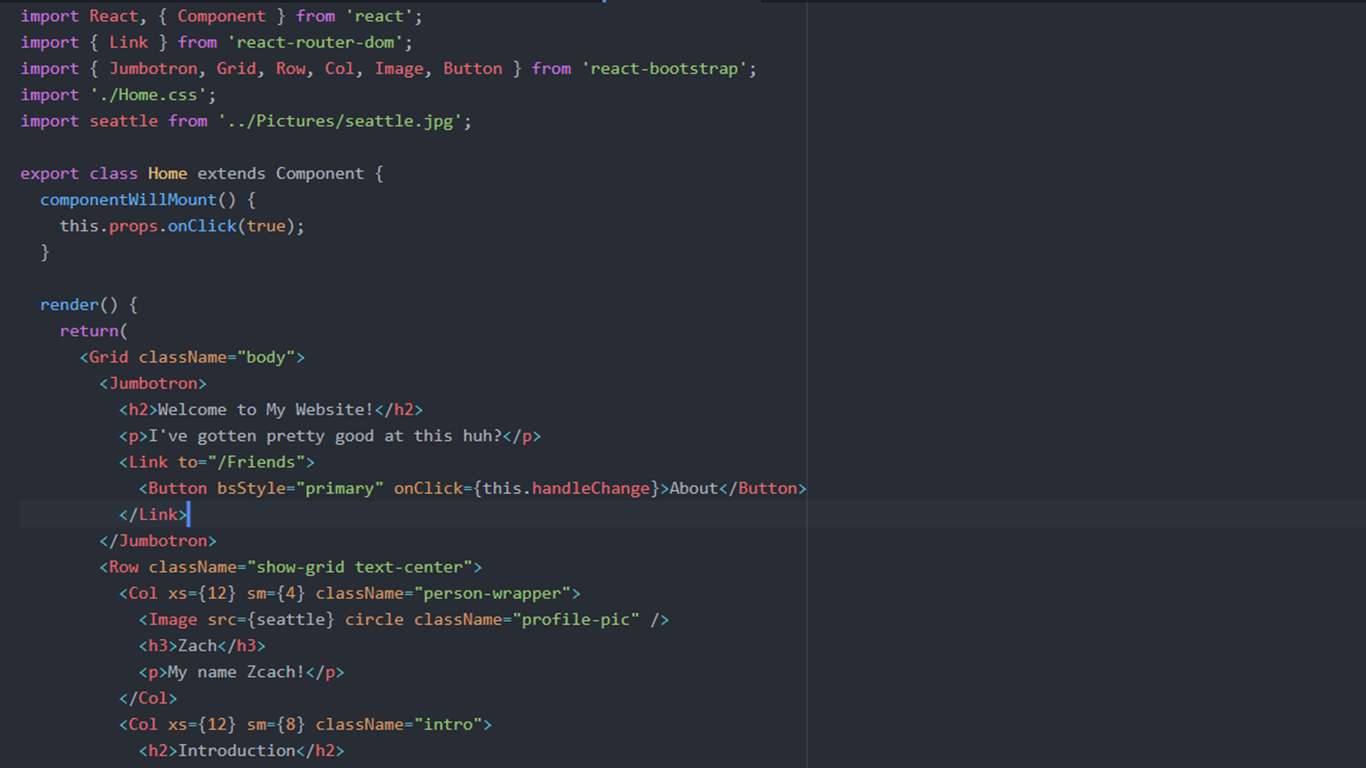 import React, { Component } from 'react';
import { Link } from 'react-router-dom';
import { Jumbotron, Grid, Row, Col, Image, Button } from 'react-bootstrap';
import './Home.css';
import seattle from '../Pictures/seattle.jpg';

export class Home extends Component {
  componentWillMount() {
    this.props.onClick(true);
  }

  render() {
    return(
      <Grid className="body">
        <Jumbotron>
          <h2>Welcome to My Website!</h2>
          <p>I've gotten pretty good at this huh?</p>
          <Link to="/Friends">
            <Button bsStyle="primary" onClick={this.handleChange}>About</Button>
          </Link>
        </Jumbotron>
        <Row className="show-grid text-center">
          <Col xs={12} sm={4} className="person-wrapper">
            <Image src={seattle} circle className="profile-pic" />
            <h3>Zach</h3>
            <p>My name Zcach!</p>
          </Col>
          <Col xs={12} sm={8} className="intro">
            <h2>Introduction</h2>